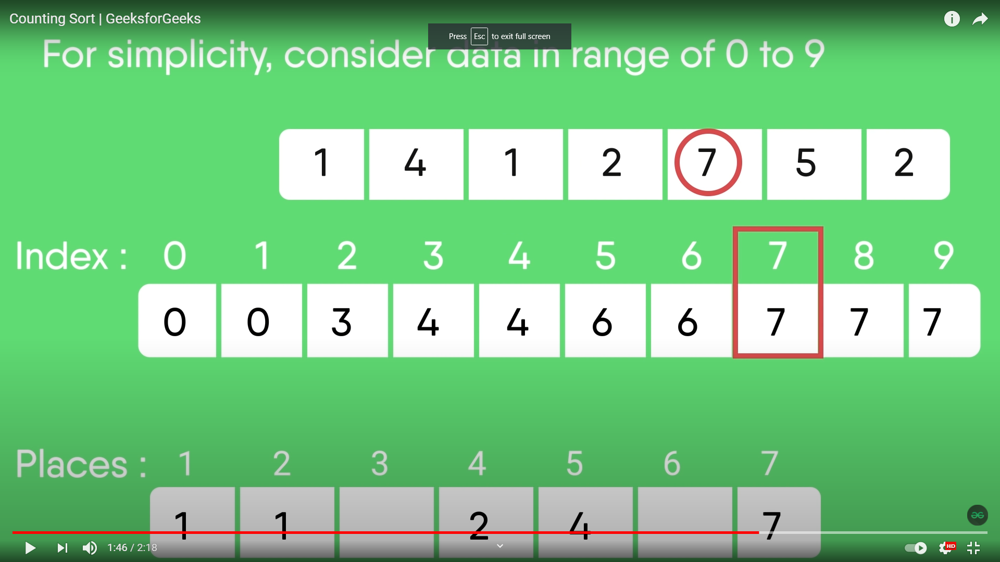 Counting Sort | GeeksforGeeks
Press Esc to exit full screen
For simplicity, consider data in range of 0 to 9
1 4 1 2 7 5 2
Index : 0 1 2 3 4 5 6 7 8 9
0 0 3 4 4 6 6 7 7 7
Places : 1 2 3 4 5 6 7
1 1 2 4 7
1:46 / 2:18
HD